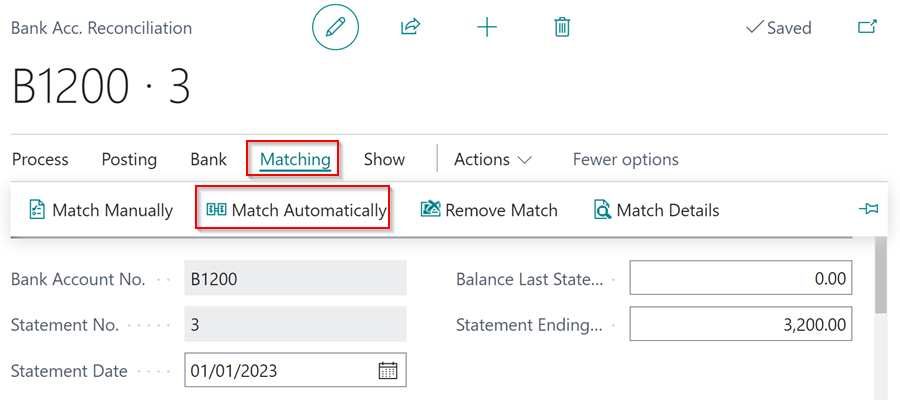 Bank Acc. Reconciliation Saved
B1200 · 3
Process Posting Bank Matching Show Actions Fewer options
Match Manually Match Automatically Remove Match Match Details
Bank Account No. B1200 Balance Last State... 0.00
Statement No. 3 Statement Ending... 3,200.00
Statement Date 01/01/2023